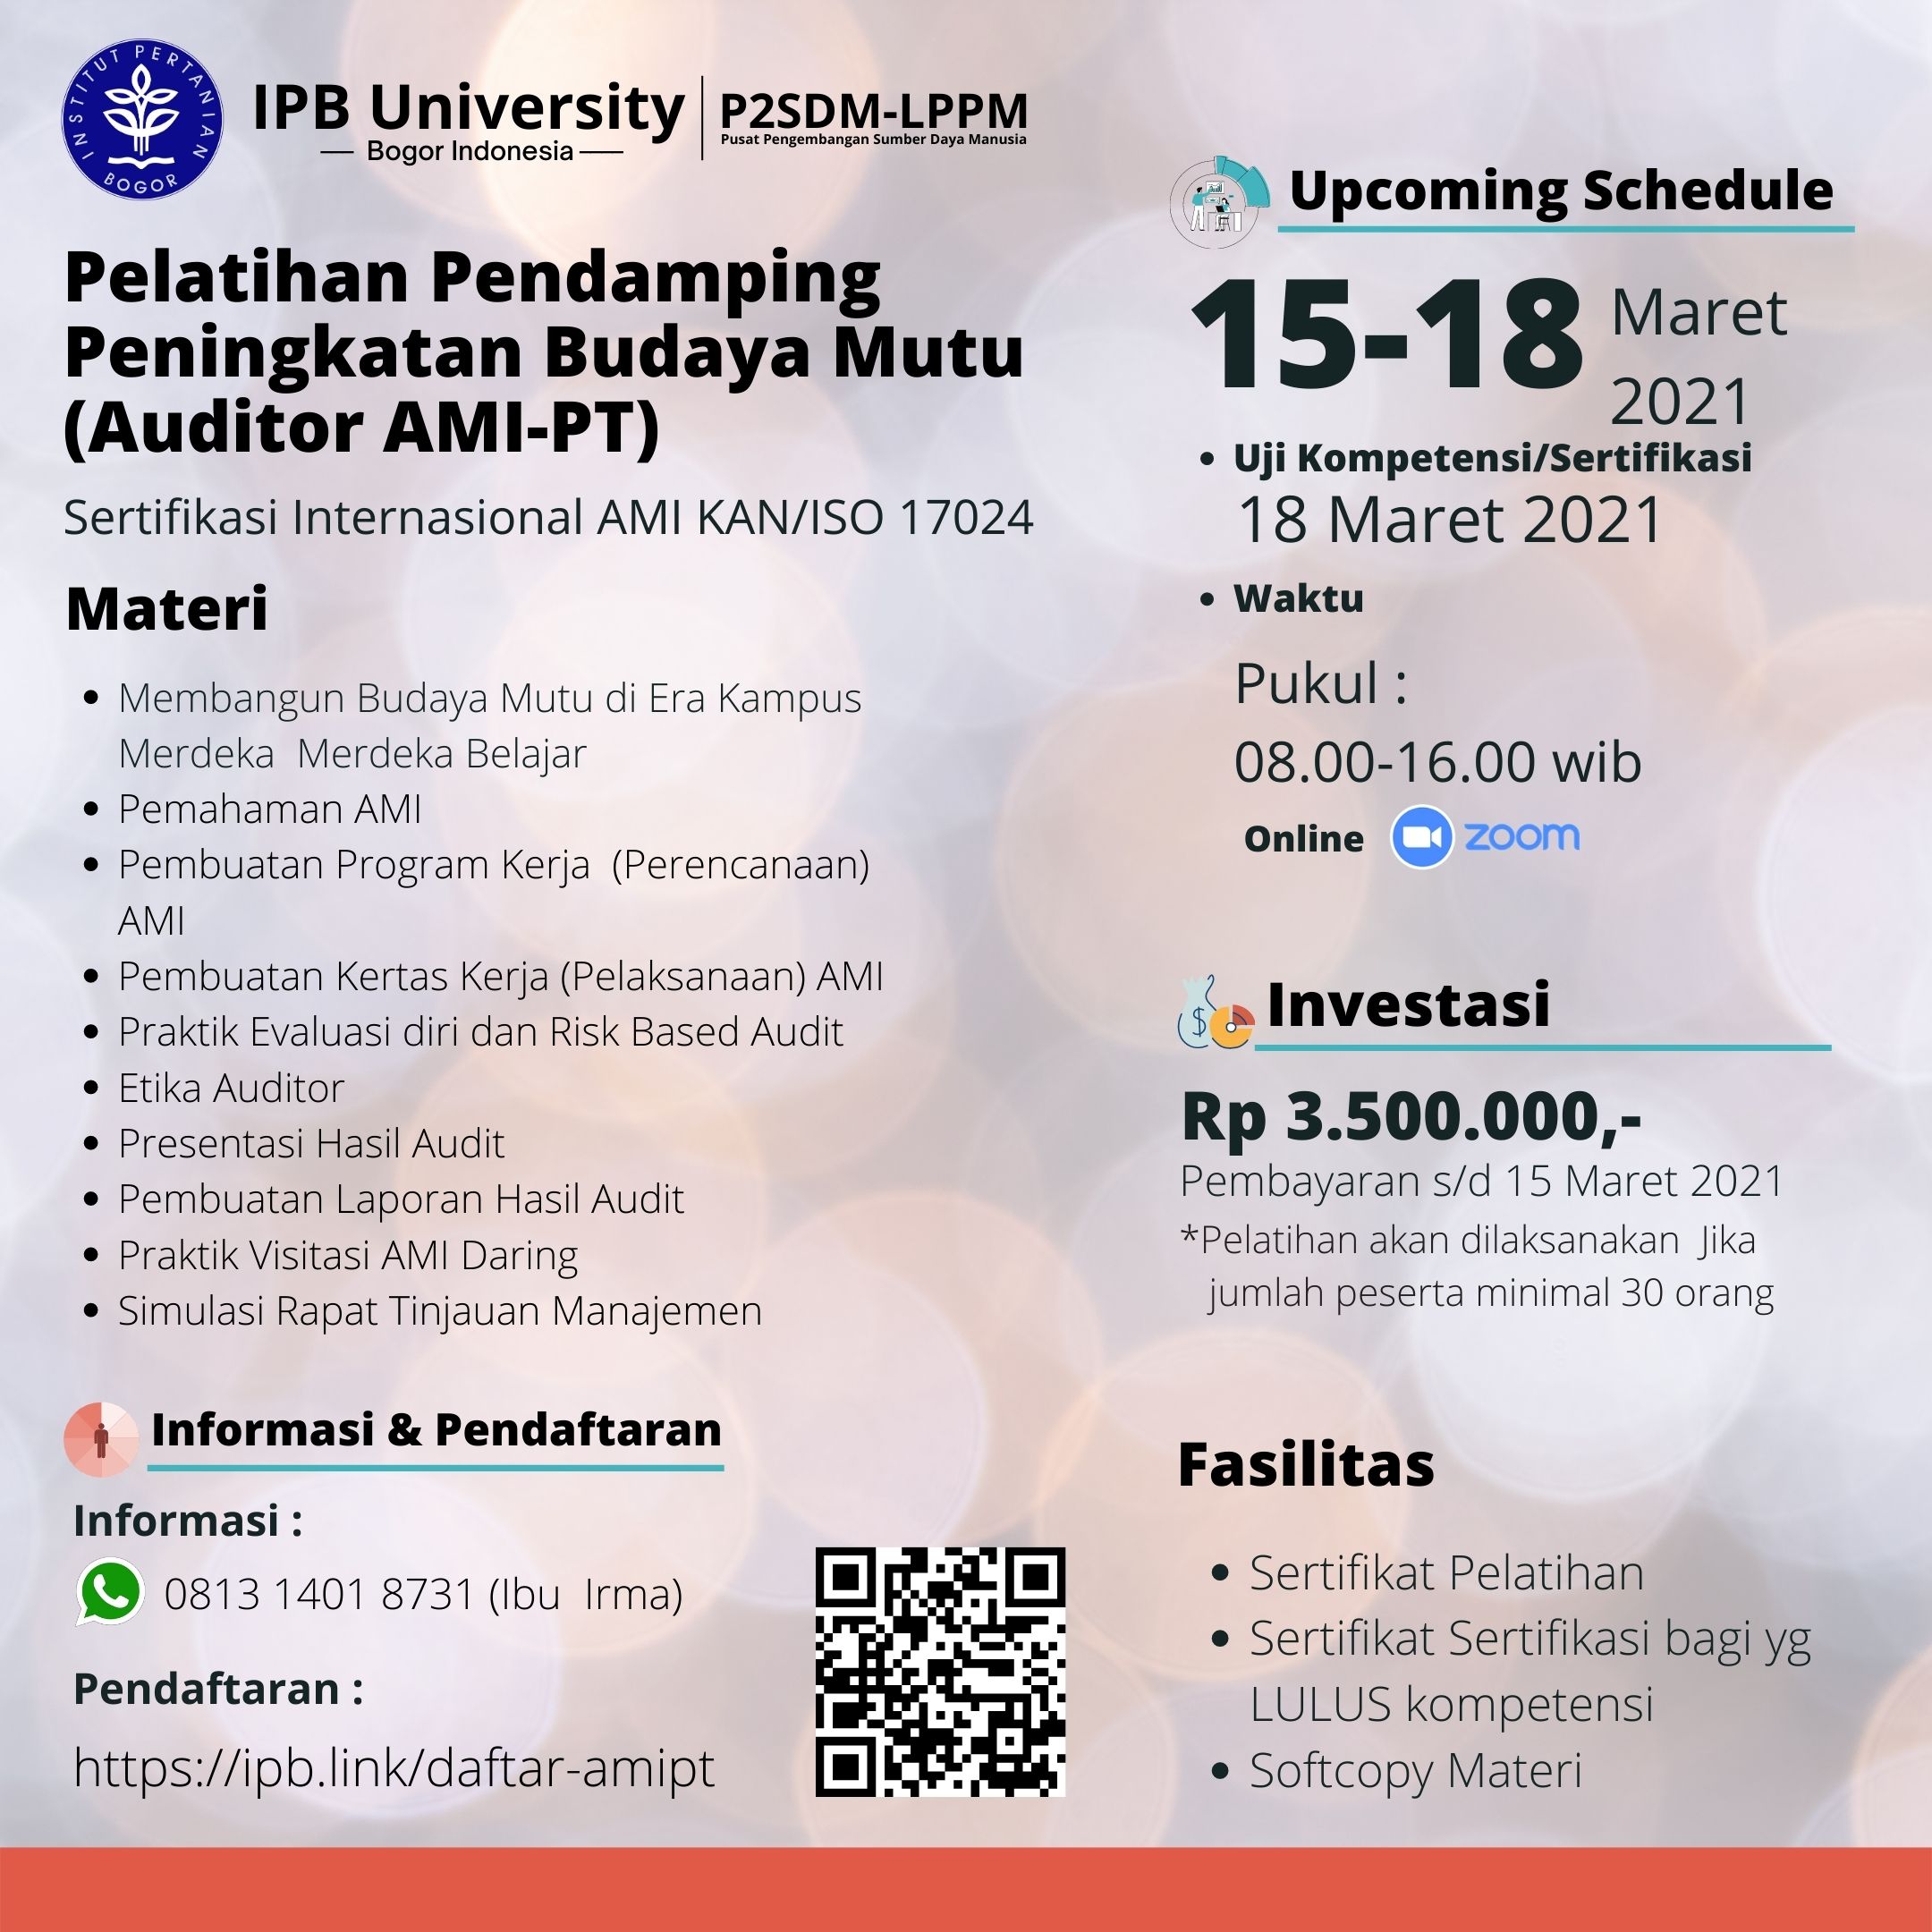 INSTITUT PERTANIAN
BOGOR
IPB University
Bogor Indonesia
P2SDM-LPPM
Pusat Pengembangan Sumber Daya Manusia
Pelatihan Pendamping
Peningkatan Budaya Mutu
(Auditor AMI-PT)
Sertifikasi Internasional AMI KAN/ISO 17024
Materi
• Membangun Budaya Mutu di Era Kampus
Merdeka  Merdeka Belajar
• Pemahaman AMI
• Pembuatan Program Kerja  (Perencanaan)
AMI
• Pembuatan Kertas Kerja (Pelaksanaan) AMI
• Praktik Evaluasi diri dan Risk Based Audit
• Etika Auditor
• Presentasi Hasil Audit
• Pembuatan Laporan Hasil Audit
• Praktik Visitasi AMI Daring
• Simulasi Rapat Tinjauan Manajemen
Informasi & Pendaftaran
Informasi :
0813 1401 8731 (Ibu  Irma)
Pendaftaran :
https://ipb.link/daftar-amipt
Upcoming Schedule
15-18 Maret
2021
• Uji Kompetensi/Sertifikasi
18 Maret 2021
• Waktu
Pukul :
08.00-16.00 wib
Online zoom
Investasi
$
Rp 3.500.000,-
Pembayaran s/d 15 Maret 2021
*Pelatihan akan dilaksanakan  Jika
jumlah peserta minimal 30 orang
Fasilitas
• Sertifikat Pelatihan
• Sertifikat Sertifikasi bagi yg
LULUS kompetensi
• Softcopy Materi